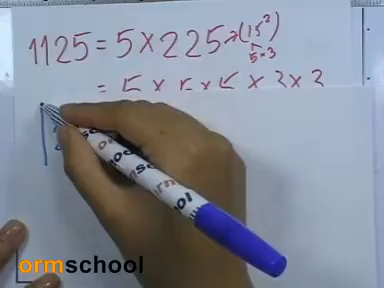 1125 = 5 × 225 → (15²)
5 × 3
= 5 × 5 × 5 × 3 × 3
ormschool